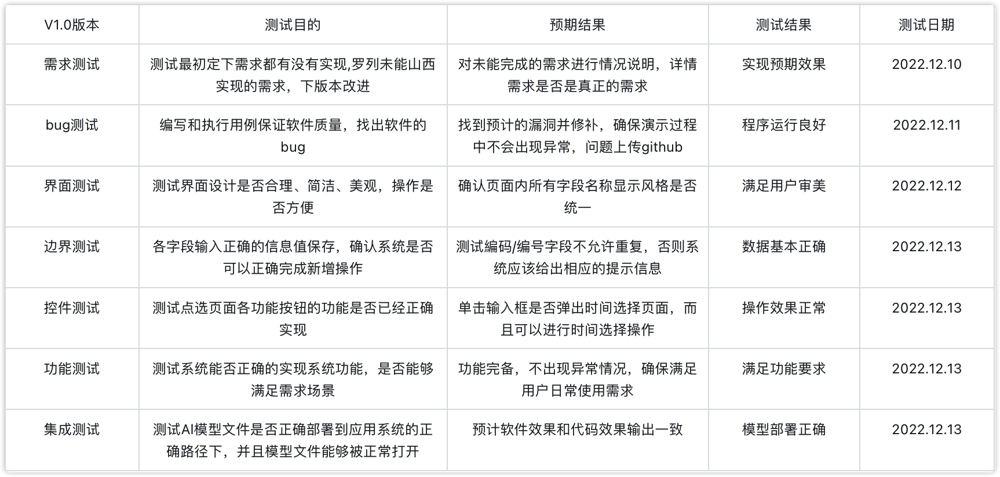 V1.0版本 测试目的 预期结果 测试结果 测试日期
需求测试 测试最初定下需求都有没有实现,罗列未能山西 对未能完成的需求进行情况说明，详情 实现预期效果 2022.12.10
实现的需求，下版本改进 需求是否是真正的需求
bug测试 编写和执行用例保证软件质量，找出软件的 找到预计的漏洞并修补，确保演示过程 程序运行良好 2022.12.11
bug 中不会出现异常，问题上传github
界面测试 测试界面设计是否合理、简洁、美观，操作是 确认页面内所有字段名称显示风格是否 满足用户审美 2022.12.12
否方便 统一
边界测试 各字段输入正确的信息值保存，确认系统是否 测试编码/编号字段不允许重复，否则系 数据基本正确 2022.12.13
可以正确完成新增操作 统应该给出相应的提示信息
控件测试 测试点选页面各功能按钮的功能是否已经正确 单击输入框是否弹出时间选择页面，而 操作效果正常 2022.12.13
实现 且可以进行时间选择操作
功能测试 测试系统能否正确的实现系统功能，是否能够 功能完备，不出现异常情况，确保满足 满足功能要求 2022.12.13
满足需求场景 用户日常使用需求
集成测试 测试AI模型文件是否正确部署到应用系统的正 预计软件效果和代码效果输出一致 模型部署正确 2022.12.13
确路径下，并且模型文件能够被正常打开